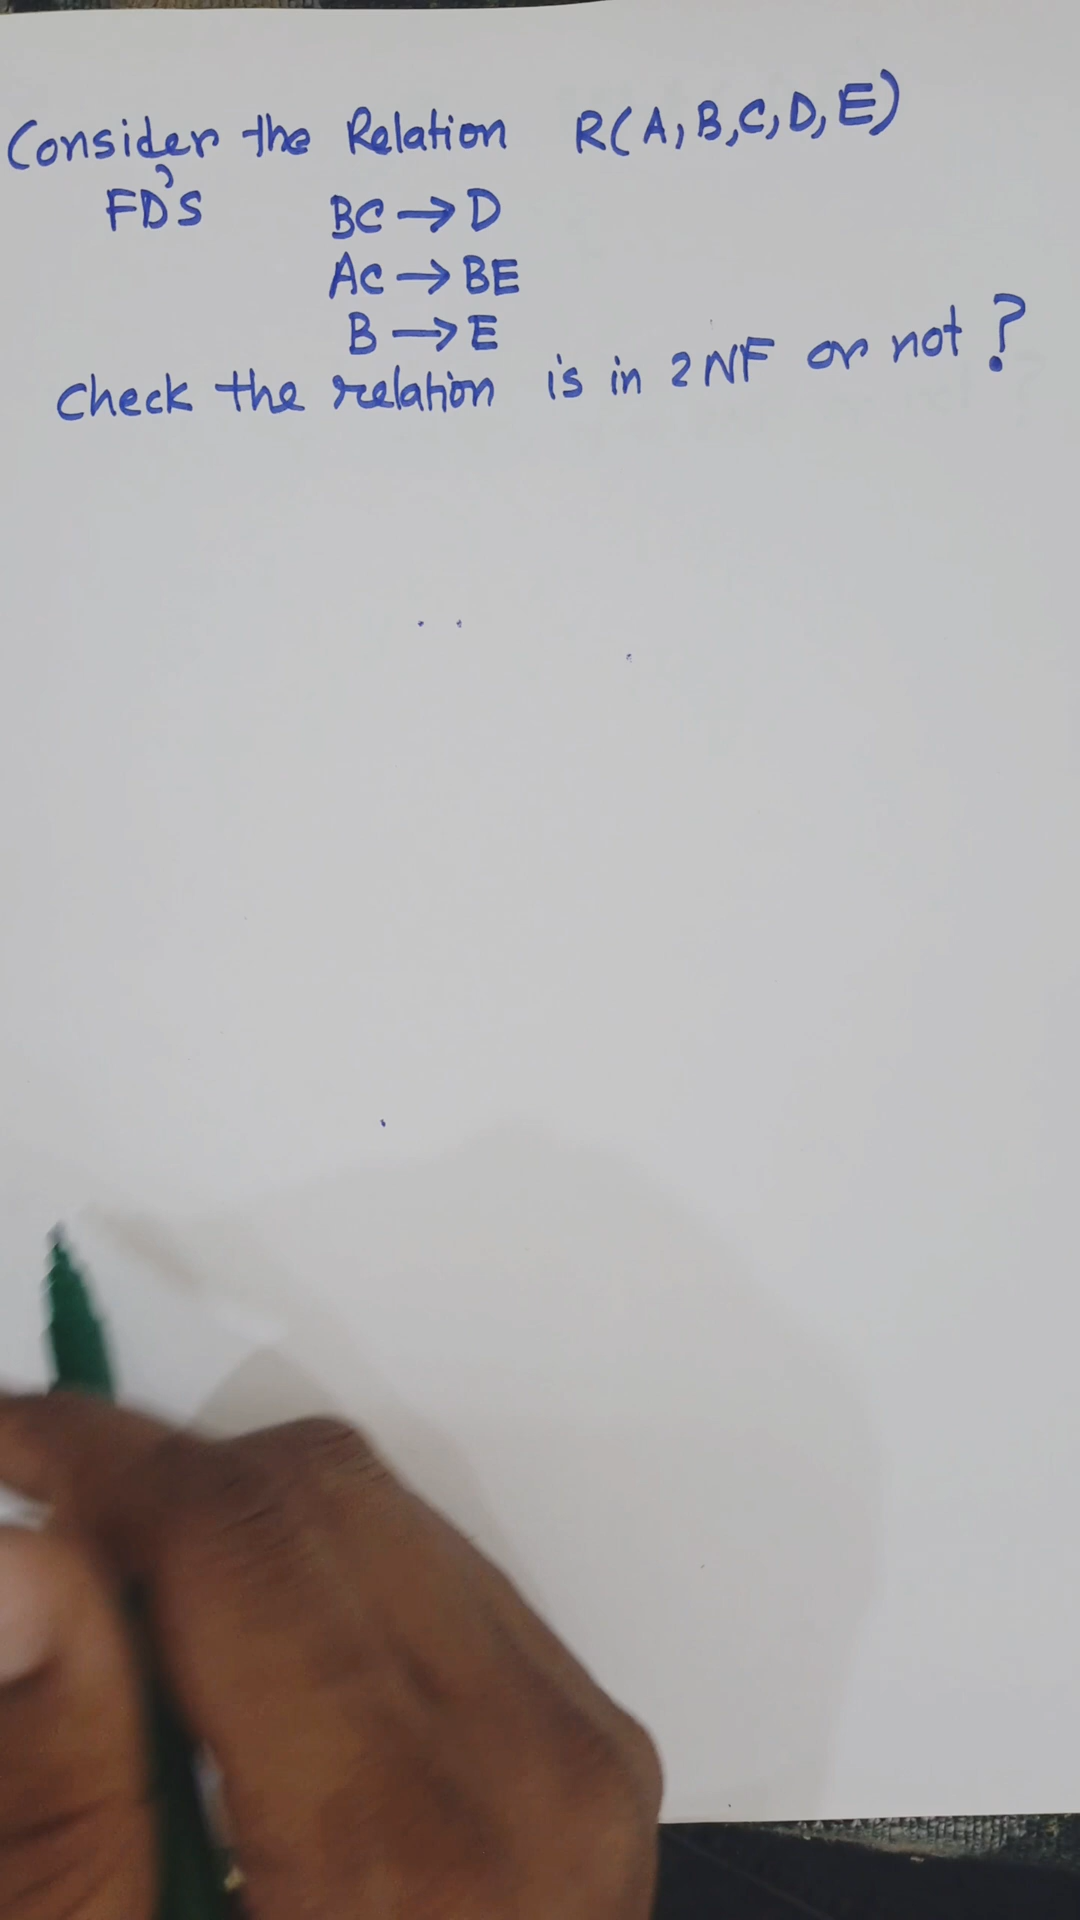 Consider the Relation R(A,B,C,D,E)
FD'S BC→D
AC→BE
B→E
check the relation is in 2NF or not?